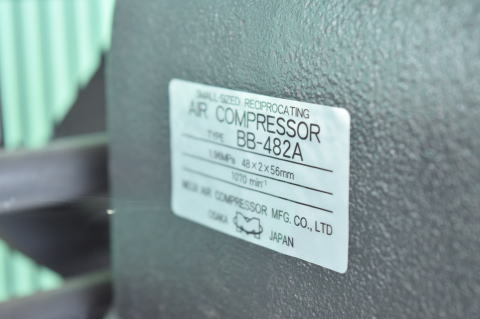 SMALL-SIZED RECIPROCATING
AIR COMPRESSOR
TYPE BB-482A
1.96MPa 48×2×56mm
1070 min⁻¹
MEIJI AIR COMPRESSOR MFG. CO., LTD
OSAKA JAPAN